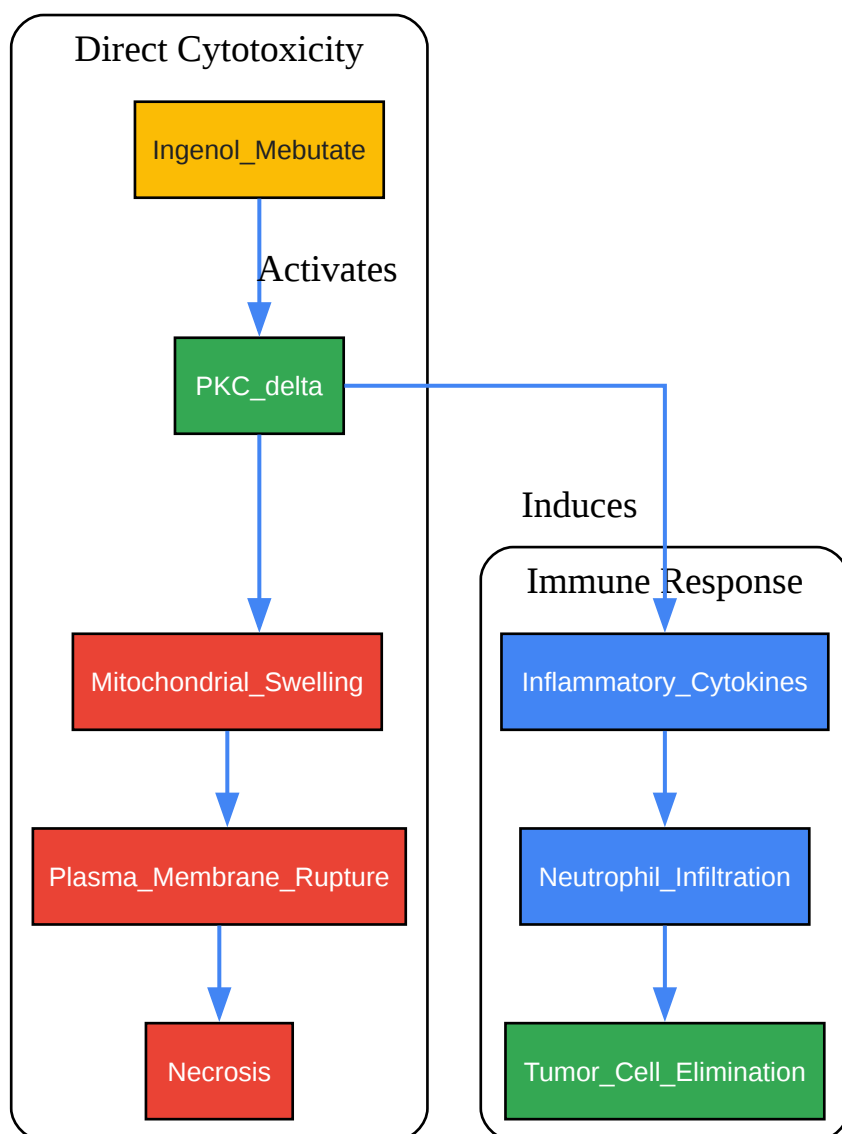 Direct Cytotoxicity
Ingenol_Mebutate
Activates
PKC_delta
Induces
Immune Response
Mitochondrial_Swelling
Inflammatory_Cytokines
Plasma_Membrane_Rupture
Neutrophil_Infiltration
Necrosis
Tumor_Cell_Elimination